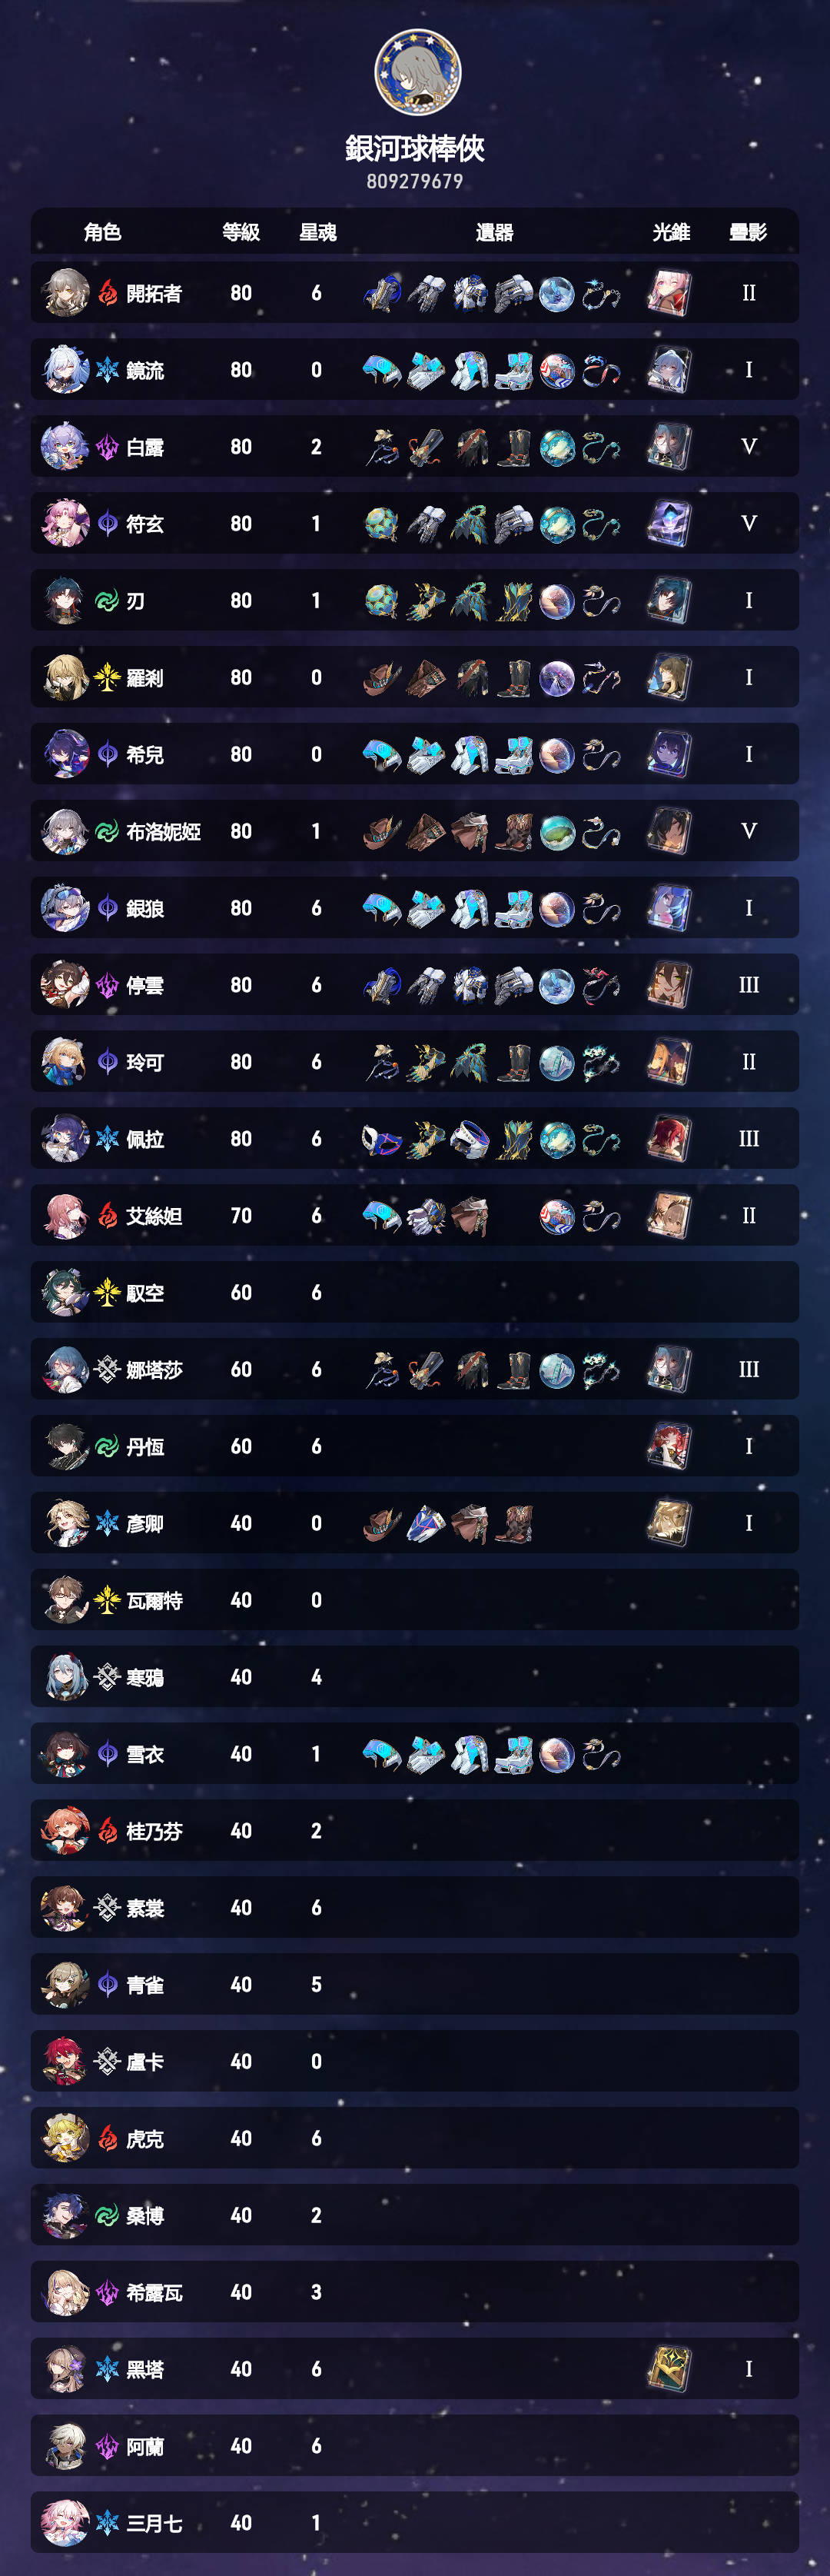 銀河球棒俠
809279679
角色 等級 星魂 遺器 光錐 疊影
開拓者 80 6 II
鏡流 80 0 I
白露 80 2 V
符玄 80 1 V
刃 80 1 I
羅剎 80 0 I
希兒 80 0 I
布洛妮婭 80 1 V
銀狼 80 6 I
停雲 80 6 III
玲可 80 6 II
佩拉 80 6 III
艾絲妲 70 6 II
馭空 60 6
娜塔莎 60 6 III
丹恆 60 6 I
彥卿 40 0 I
瓦爾特 40 0
寒鴉 40 4
雪衣 40 1
桂乃芬 40 2
素裳 40 6
青雀 40 5
盧卡 40 0
虎克 40 6
桑博 40 2
希露瓦 40 3
黑塔 40 6 I
阿蘭 40 6
三月七 40 1